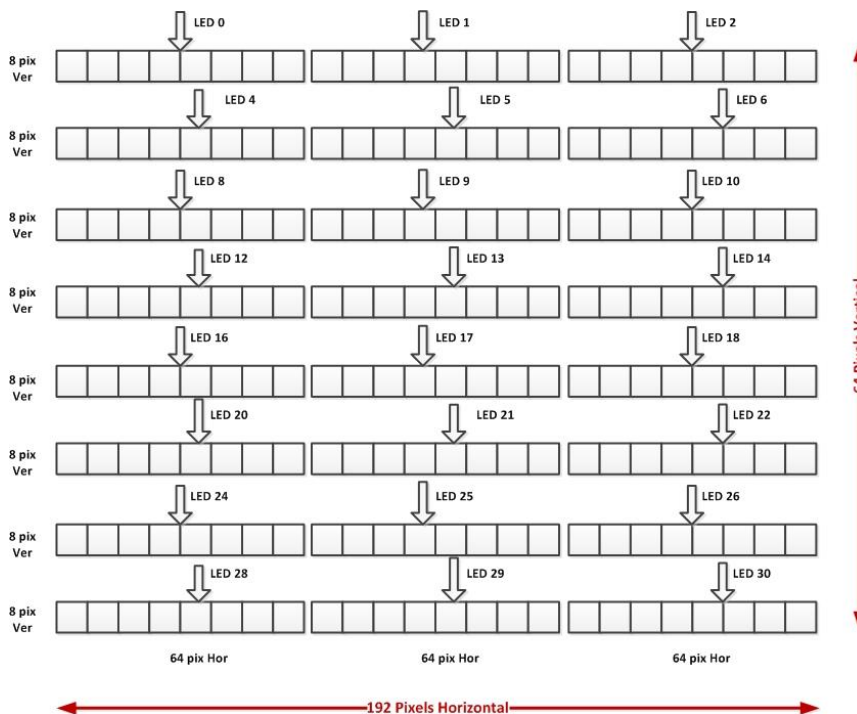 LED 0 LED 1 LED 2
8 pix
Ver
LED 4 LED 5 LED 6
8 pix
Ver
LED 8 LED 9 LED 10
8 pix
Ver
LED 12 LED 13 LED 14
8 pix
Ver
LED 16 LED 17 LED 18
8 pix
Ver
LED 20 LED 21 LED 22
8 pix
Ver
LED 24 LED 25 LED 26
8 pix
Ver
LED 28 LED 29 LED 30
8 pix
Ver
64 pix Hor 64 pix Hor 64 pix Hor
192 Pixels Horizontal
64 Pixels Vertical